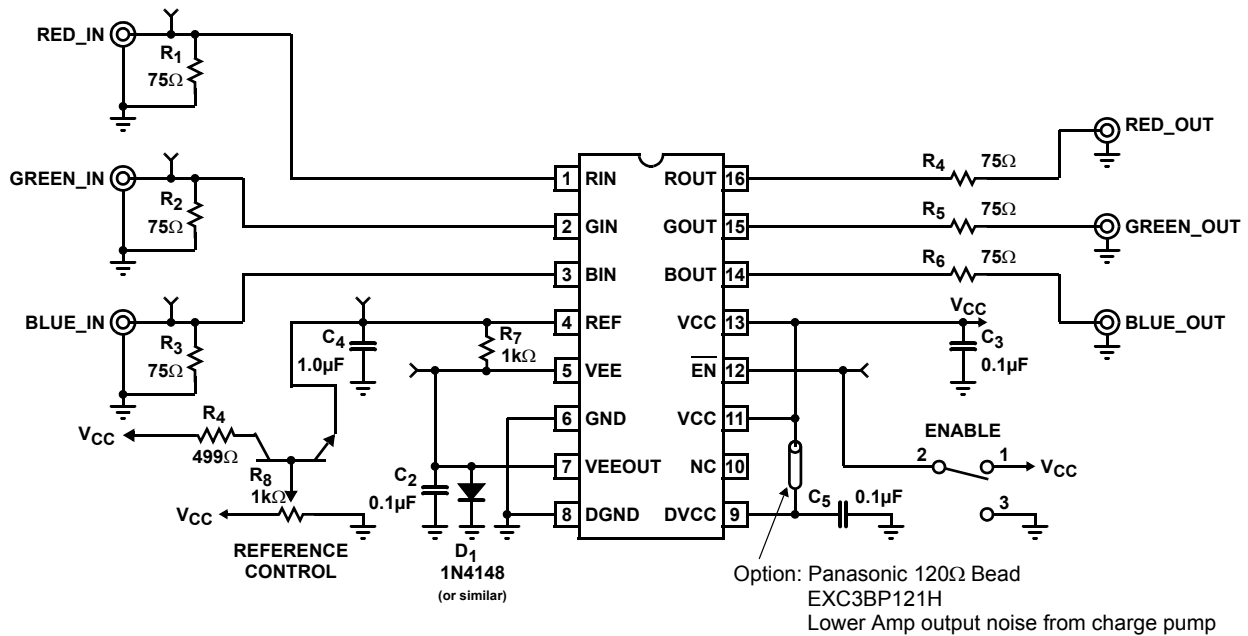 RED_IN
R1
75Ω
GREEN_IN
R2
75Ω
BLUE_IN
R3
75Ω
1 RIN ROUT 16
2 GIN GOUT 15
3 BIN BOUT 14
4 REF VCC 13
5 VEE EN 12
6 GND VCC 11
7 VEEOUT NC 10
8 DGND DVCC 9
R4 75Ω
RED_OUT
R5 75Ω
GREEN_OUT
R6 75Ω
BLUE_OUT
VCC
C3
0.1µF
C4
1.0µF
R7
1kΩ
R4
VCC
499Ω
R8
1kΩ
VCC
REFERENCE
CONTROL
C2
0.1µF
D1
1N4148
(or similar)
ENABLE
2 1 VCC
3
C5 0.1µF
Option: Panasonic 120Ω Bead
EXC3BP121H
Lower Amp output noise from charge pump